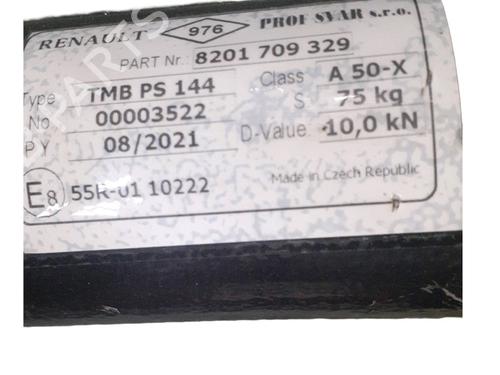 RENAULT 976 PROF SVAR s.r.o.
PART Nr.: 8201 709 329
Type TMB PS 144 Class A 50-X
No 00003522 S 75 kg
P Y 08/2021 D-Value 10,0 kN
E8 55R-01 10222 Made in Czech Republic
PARTS